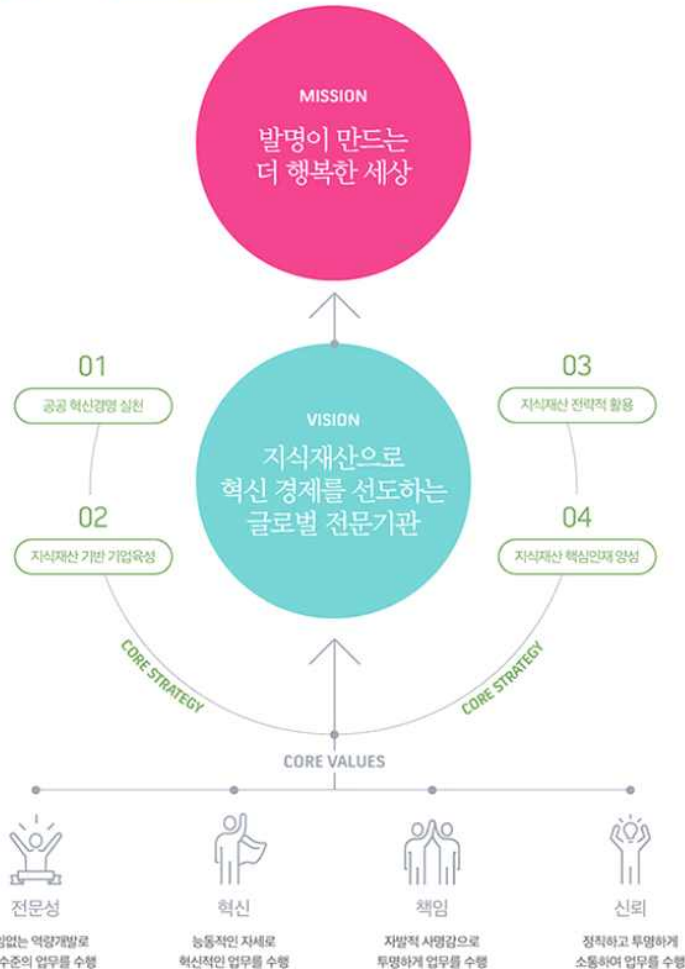 MISSION
발명이 만드는
더 행복한 세상
01
공공 혁신경영 실천
03
지식재산 전략적 활용
VISION
지식재산으로
혁신 경제를 선도하는
글로벌 전문기관
02
지식재산 기반 기업육성
04
지식재산 핵심인재 양성
CORE STRATEGY
CORE STRATEGY
CORE VALUES
전문성
혁신
책임
신뢰
역량개발로
능동적인 자세로
자발적 사명감으로
정직하고 투명하게
수준의 업무를 수행
혁신적인 업무를 수행
투명하게 업무를 수행
소통하여 업무를 수행